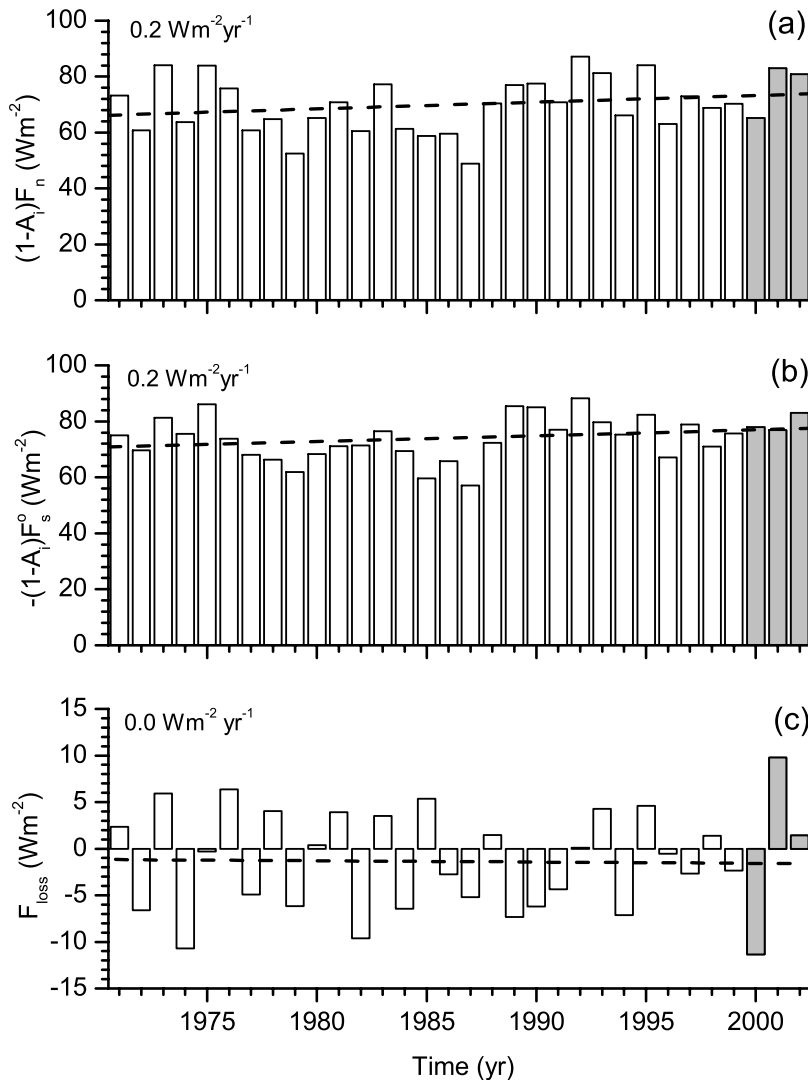 0.2 Wm⁻²yr⁻¹
(a)
(1-Aᵢ)Fₙ (Wm⁻²)
100
80
60
40
20
0
0.2 Wm⁻²yr⁻¹
(b)
-(1-Aᵢ)Fₛᵒ (Wm⁻²)
100
80
60
40
20
0
0.0 Wm⁻² yr⁻¹
(c)
F_loss (Wm⁻²)
15
10
5
0
-5
-10
-15
1975 1980 1985 1990 1995 2000
Time (yr)